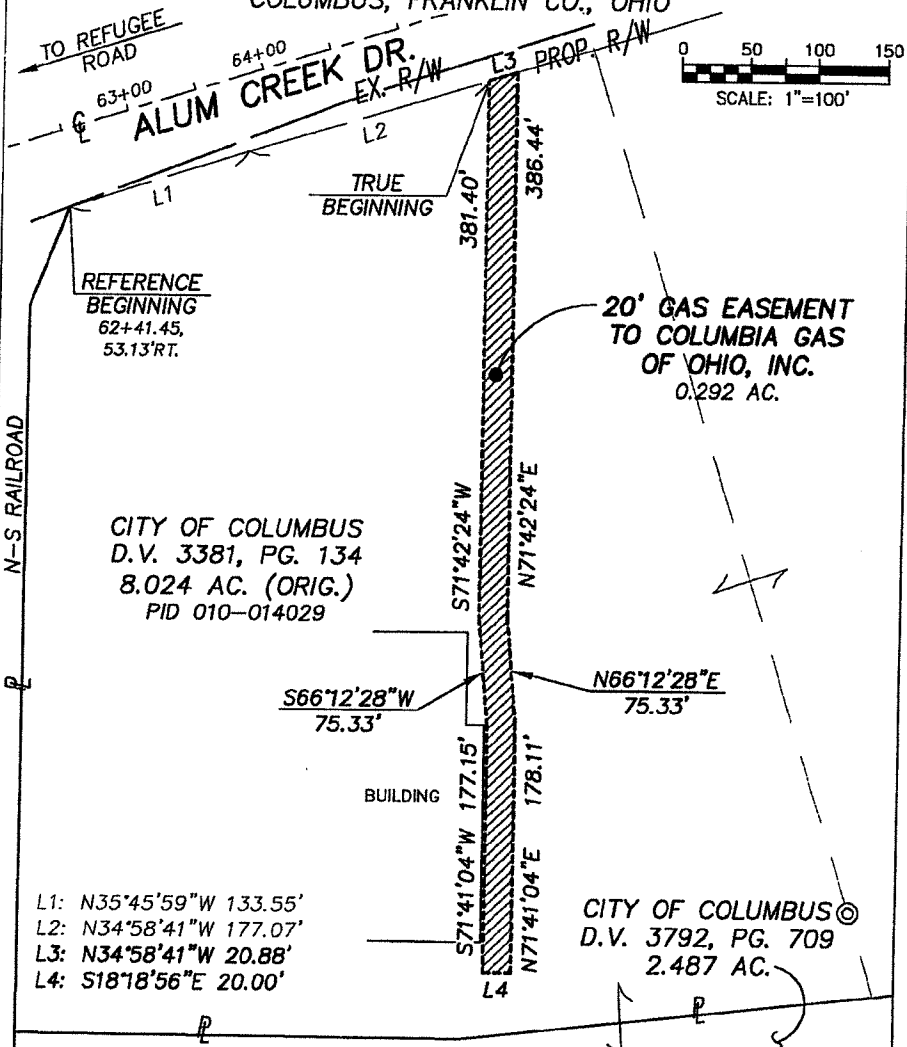 COLUMBUS, FRANKLIN CO., OHIO
TO REFUGEE
ROAD
0 50 100 150
SCALE: 1"=100'
63+00
64+00
℄
ALUM CREEK DR.
EX. R/W
L3
PROP. R/W
L1
L2
TRUE
BEGINNING
381.40'
386.44'
REFERENCE
BEGINNING
62+41.45,
53.13'RT.
20' GAS EASEMENT
TO COLUMBIA GAS
OF OHIO, INC.
0.292 AC.
N-S RAILROAD
CITY OF COLUMBUS
D.V. 3381, PG. 134
8.024 AC. (ORIG.)
PID 010-014029
S71°42'24"W
N71°42'24"E
PL
S66°12'28"W
75.33'
N66°12'28"E
75.33'
BUILDING
S71°41'04"W 177.15'
N71°41'04"E 178.11'
L1: N35°45'59"W 133.55'
L2: N34°58'41"W 177.07'
L3: N34°58'41"W 20.88'
L4: S18°18'56"E 20.00'
CITY OF COLUMBUS
D.V. 3792, PG. 709
2.487 AC.
L4
PL
PL